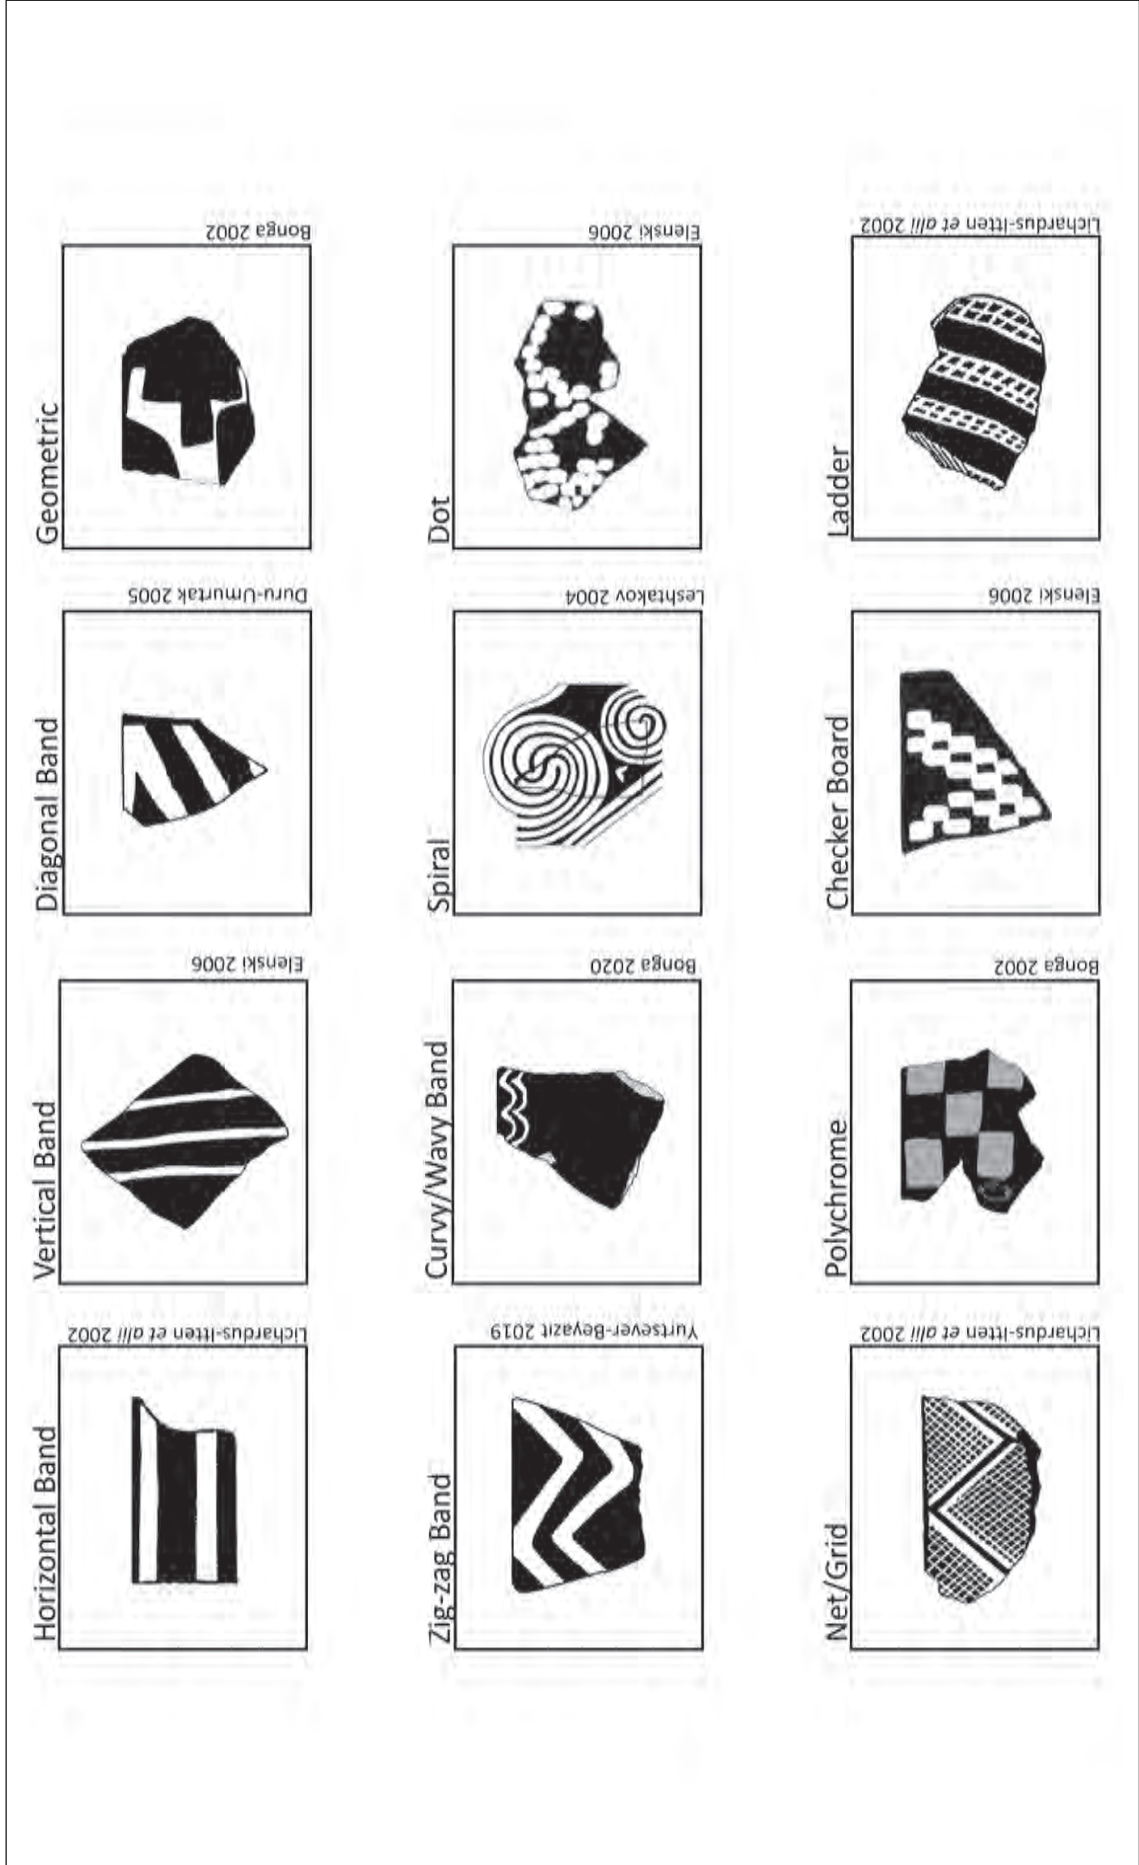 Horizontal Band
Lichardus-Itten et alii 2002
Vertical Band
Elenski 2006
Diagonal Band
Duru-Umurtak 2005
Geometric
Bonga 2002
Zig-zag Band
Yurtsever-Beyazıt 2019
Curvy/Wavy Band
Bonga 2020
Spiral
Leshtakov 2004
Dot
Elenski 2006
Net/Grid
Lichardus-Itten et alii 2002
Polychrome
Bonga 2002
Checker Board
Elenski 2006
Ladder
Lichardus-Itten et alii 2002